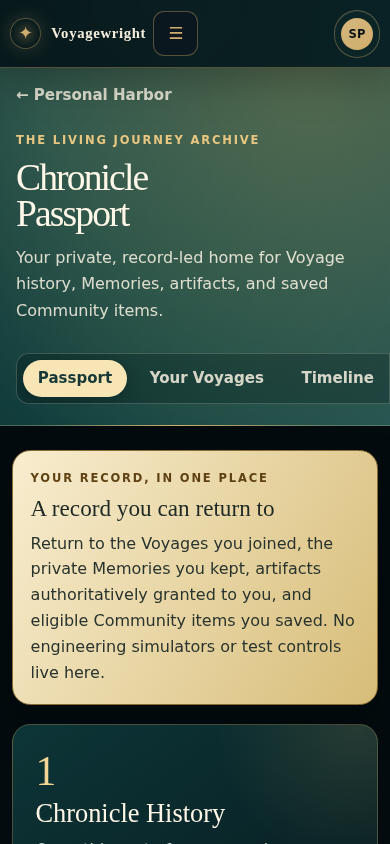 Voyagewright
SP
← Personal Harbor
THE LIVING JOURNEY ARCHIVE
Chronicle
Passport
Your private, record-led home for Voyage
history, Memories, artifacts, and saved
Community items.
Passport Your Voyages Timeline
YOUR RECORD, IN ONE PLACE
A record you can return to
Return to the Voyages you joined, the
private Memories you kept, artifacts
authoritatively granted to you, and
eligible Community items you saved. No
engineering simulators or test controls
live here.
1
Chronicle History